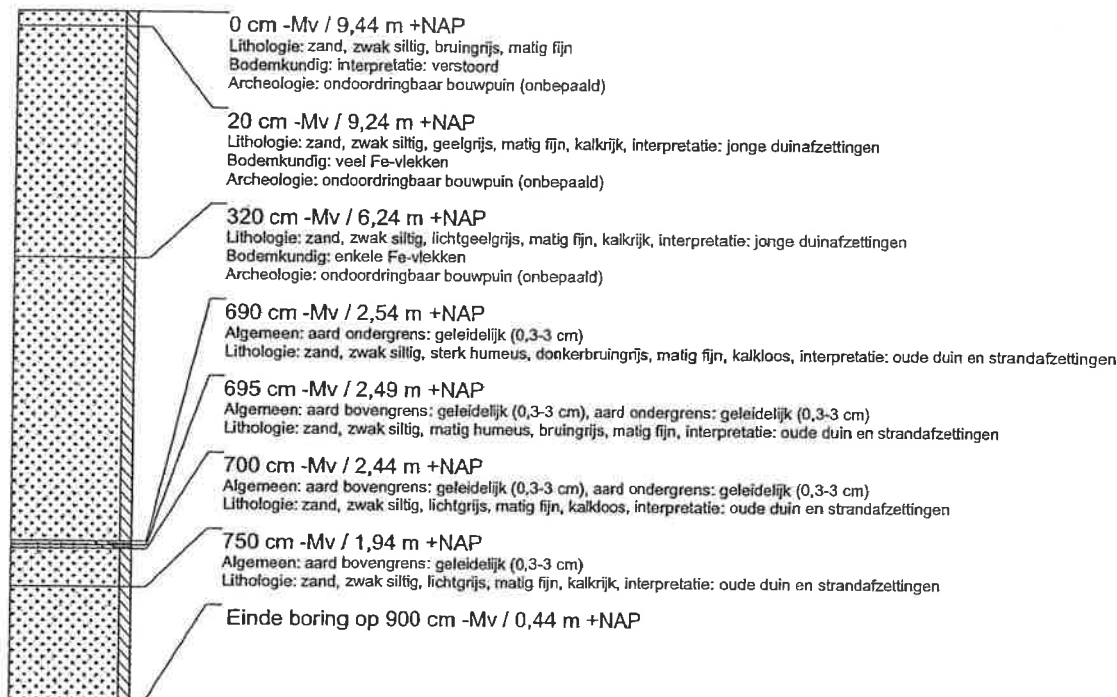 0 cm -Mv / 9,44 m +NAP
Lithologie: zand, zwak siltig, bruingrijs, matig fijn
Bodemkundig: interpretatie: verstoord
Archeologie: ondoordringbaar bouwpuin (onbepaald)
20 cm -Mv / 9,24 m +NAP
Lithologie: zand, zwak siltig, geelgrijs, matig fijn, kalkrijk, interpretatie: jonge duinafzettingen
Bodemkundig: veel Fe-vlekken
Archeologie: ondoordringbaar bouwpuin (onbepaald)
320 cm -Mv / 6,24 m +NAP
Lithologie: zand, zwak siltig, lichtgeelgrijs, matig fijn, kalkrijk, interpretatie: jonge duinafzettingen
Bodemkundig: enkele Fe-vlekken
Archeologie: ondoordringbaar bouwpuin (onbepaald)
690 cm -Mv / 2,54 m +NAP
Algemeen: aard ondergrens: geleidelijk (0,3-3 cm)
Lithologie: zand, zwak siltig, sterk humeus, donkerbruingrijs, matig fijn, kalkloos, interpretatie: oude duin en strandafzettingen
695 cm -Mv / 2,49 m +NAP
Algemeen: aard bovengrens: geleidelijk (0,3-3 cm), aard ondergrens: geleidelijk (0,3-3 cm)
Lithologie: zand, zwak siltig, matig humeus, bruingrijs, matig fijn, interpretatie: oude duin en strandafzettingen
700 cm -Mv / 2,44 m +NAP
Algemeen: aard bovengrens: geleidelijk (0,3-3 cm), aard ondergrens: geleidelijk (0,3-3 cm)
Lithologie: zand, zwak siltig, lichtgrijs, matig fijn, kalkloos, interpretatie: oude duin en strandafzettingen
750 cm -Mv / 1,94 m +NAP
Algemeen: aard bovengrens: geleidelijk (0,3-3 cm)
Lithologie: zand, zwak siltig, lichtgrijs, matig fijn, kalkrijk, interpretatie: oude duin en strandafzettingen
Einde boring op 900 cm -Mv / 0,44 m +NAP